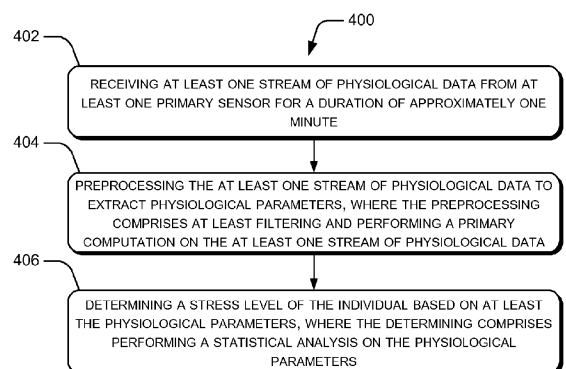 400
402
RECEIVING AT LEAST ONE STREAM OF PHYSIOLOGICAL DATA FROM AT
LEAST ONE PRIMARY SENSOR FOR A DURATION OF APPROXIMATELY ONE
MINUTE
404
PREPROCESSING THE AT LEAST ONE STREAM OF PHYSIOLOGICAL DATA TO
EXTRACT PHYSIOLOGICAL PARAMETERS, WHERE THE PREPROCESSING
COMPRISES AT LEAST FILTERING AND PERFORMING A PRIMARY
COMPUTATION ON THE AT LEAST ONE STREAM OF PHYSIOLOGICAL DATA
406
DETERMINING A STRESS LEVEL OF THE INDIVIDUAL BASED ON AT LEAST
THE PHYSIOLOGICAL PARAMETERS, WHERE THE DETERMINING COMPRISES
PERFORMING A STATISTICAL ANALYSIS ON THE PHYSIOLOGICAL
PARAMETERS